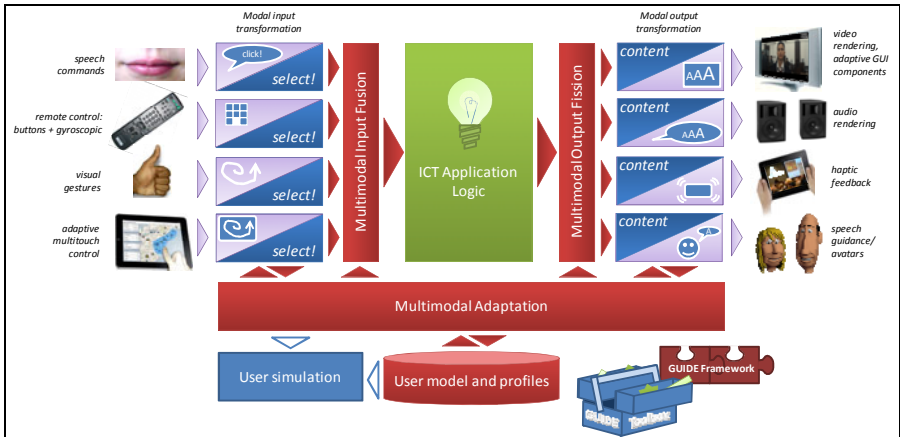 Modal input
transformation
Modal output
transformation
speech
commands
click!
select!
content
AAA
video
rendering,
adaptive GUI
components
remote control:
buttons + gyroscopic
select!
content
AAA
audio
rendering
visual
gestures
select!
content
haptic
feedback
adaptive
multitouch
control
select!
content
A
speech
guidance/
avatars
Multimodal Input Fusion
ICT Application
Logic
Multimodal Output Fission
Multimodal Adaptation
User simulation
User model and profiles
GUIDE Framework
GUIDE Toolbox